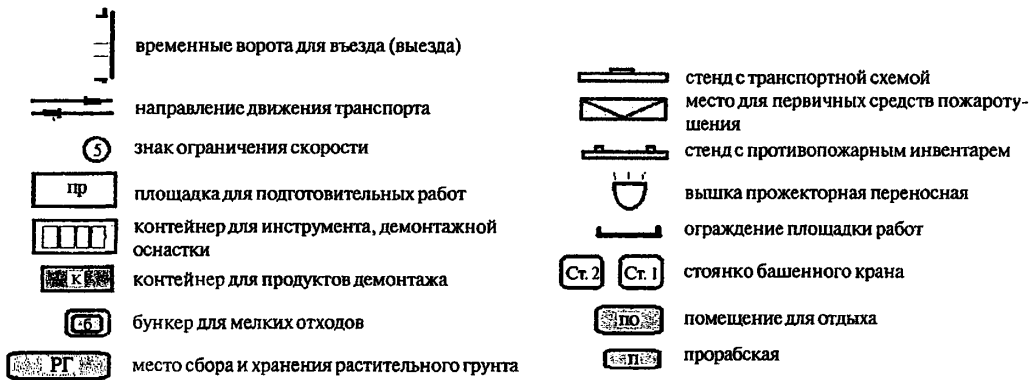 временные ворота для въезда (выезда)
направление движения транспорта
5 знак ограничения скорости
пр площадка для подготовительных работ
контейнер для инструмента, демонтажной
оснастки
к контейнер для продуктов демонтажа
б бункер для мелких отходов
РГ место сбора и хранения растительного грунта
стенд с транспортной схемой
место для первичных средств пожароту-
шения
стенд с противопожарным инвентарем
вышка прожекторная переносная
ограждение площадки работ
Ст. 2 Ст. 1 стоянко башенного крана
по помещение для отдыха
п прорабская